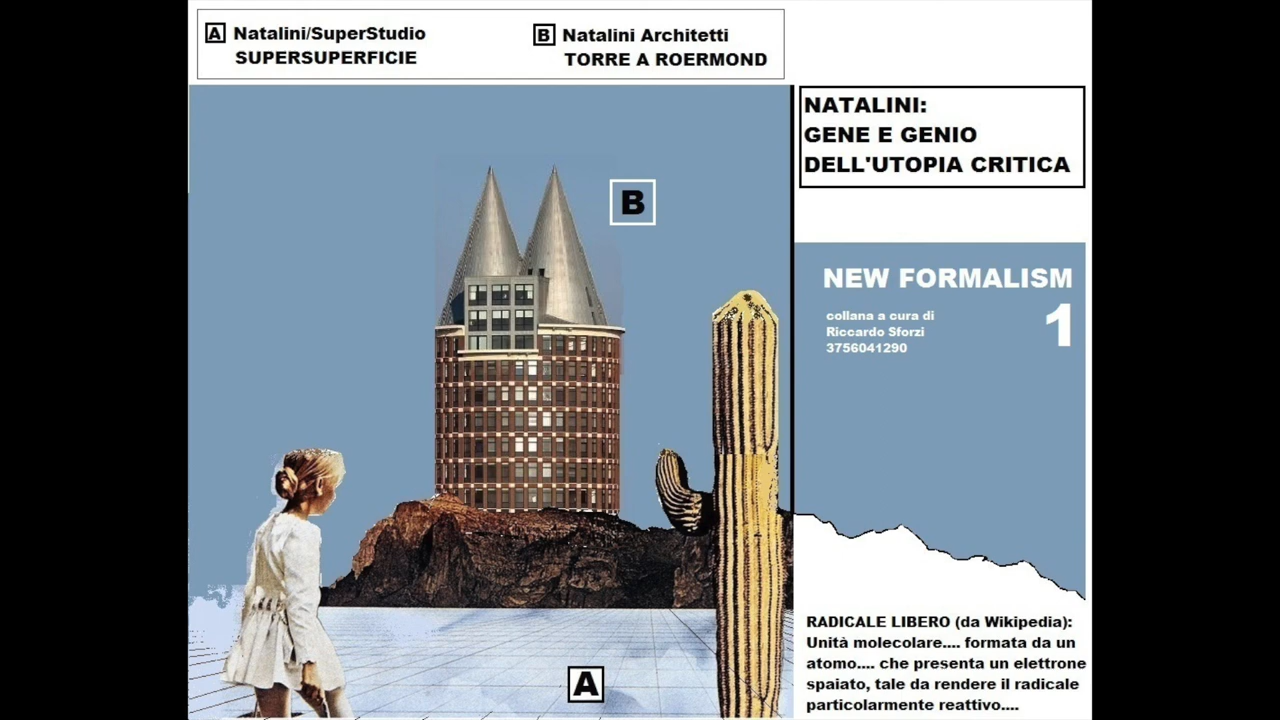 A Natalini/SuperStudio
SUPERSUPERFICIE
B Natalini Architetti
TORRE A ROERMOND
NATALINI:
GENE E GENIO
DELL'UTOPIA CRITICA
B
NEW FORMALISM
1
collana a cura di
Riccardo Sforzi
3756041290
A
RADICALE LIBERO (da Wikipedia):
Unità molecolare.... formata da un
atomo.... che presenta un elettrone
spaiato, tale da rendere il radicale
particolarmente reattivo....